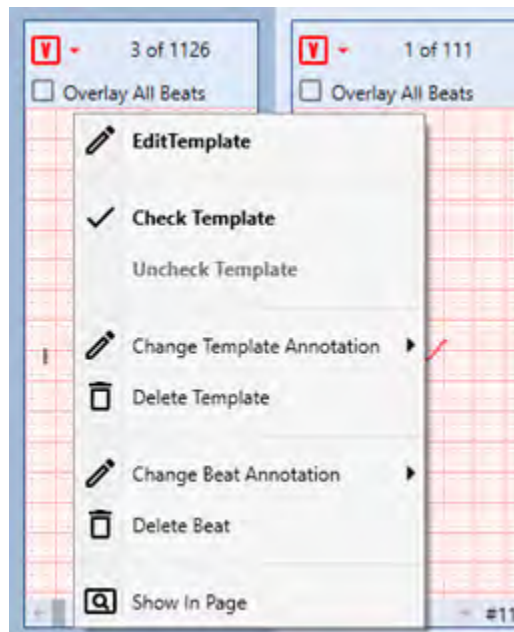 V 3 of 1126
Overlay All Beats
V 1 of 111
Overlay All Beats
EditTemplate
Check Template
Uncheck Template
Change Template Annotation
Delete Template
Change Beat Annotation
Delete Beat
Show In Page
#11